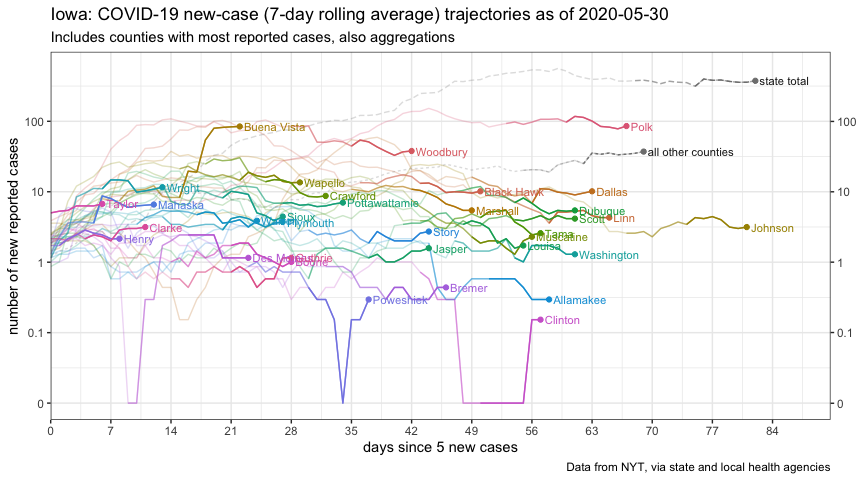 Iowa: COVID-19 new-case (7-day rolling average) trajectories as of 2020-05-30
Includes counties with most reported cases, also aggregations
number of new reported cases
100
10
1
0.1
0
100
10
1
0.1
0
state total
Buena Vista
Polk
Woodbury
all other counties
Wapello
Wright
Black Hawk
Dallas
Crawford
Taylor
Mahaska
Pottawattamie
Marshall
Dubuque
Sioux
Linn
Scott
Plymouth
Clarke
Johnson
Story
Tama
Henry
Muscatine
Louisa
Jasper
Washington
Des Moines
Guthrie
Boone
Bremer
Poweshiek
Allamakee
Clinton
0 7 14 21 28 35 42 49 56 63 70 77 84
days since 5 new cases
Data from NYT, via state and local health agencies